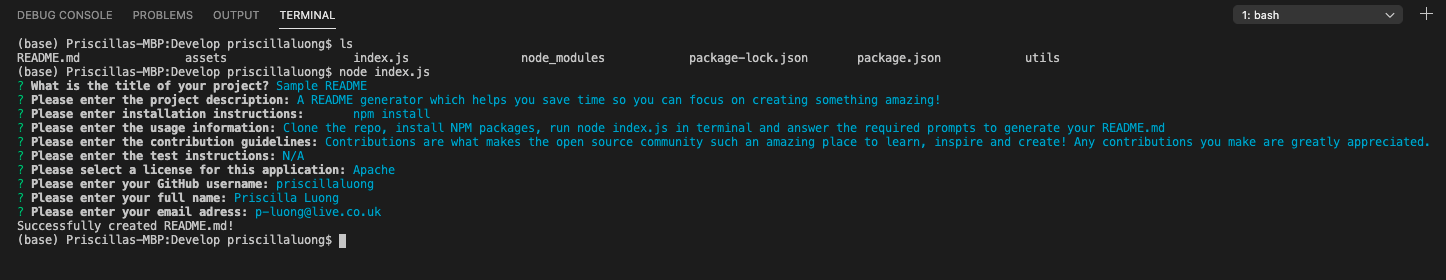 DEBUG CONSOLE PROBLEMS OUTPUT TERMINAL 1: bash
(base) Priscillas-MBP:Develop priscillaluong$ ls
README.md assets index.js node_modules package-lock.json package.json utils
(base) Priscillas-MBP:Develop priscillaluong$ node index.js
? What is the title of your project? Sample README
? Please enter the project description: A README generator which helps you save time so you can focus on creating something amazing!
? Please enter installation instructions: npm install
? Please enter the usage information: Clone the repo, install NPM packages, run node index.js in terminal and answer the required prompts to generate your README.md
? Please enter the contribution guidelines: Contributions are what makes the open source community such an amazing place to learn, inspire and create! Any contributions you make are greatly appreciated.
? Please enter the test instructions: N/A
? Please select a license for this application: Apache
? Please enter your GitHub username: priscillaluong
? Please enter your full name: Priscilla Luong
? Please enter your email adress: p-luong@live.co.uk
Successfully created README.md!
(base) Priscillas-MBP:Develop priscillaluong$